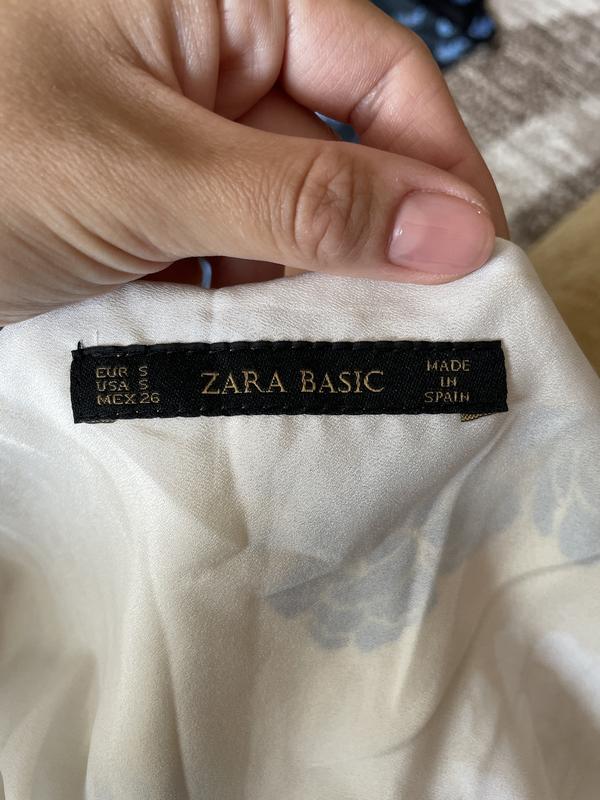 EUR S
USA S
MEX 26
ZARA BASIC
MADE
IN
SPAIN